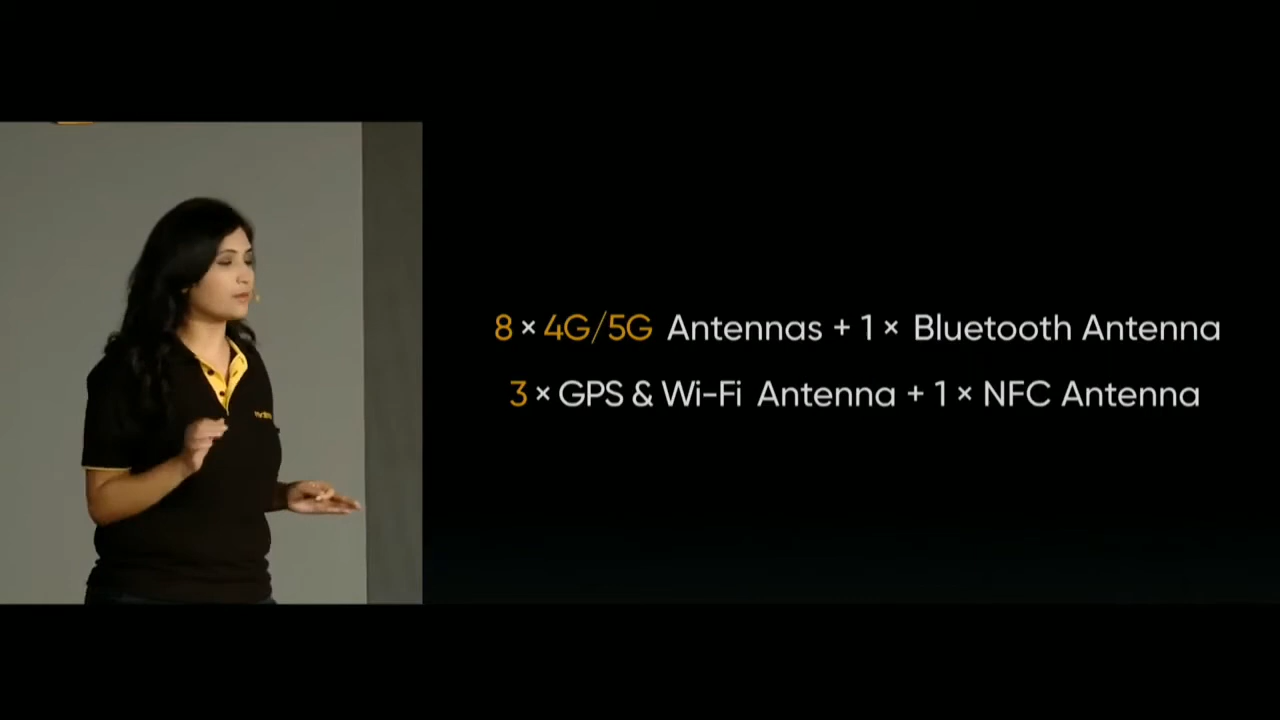 8 × 4G/5G Antennas + 1 × Bluetooth Antenna
3 × GPS & Wi-Fi Antenna + 1 × NFC Antenna